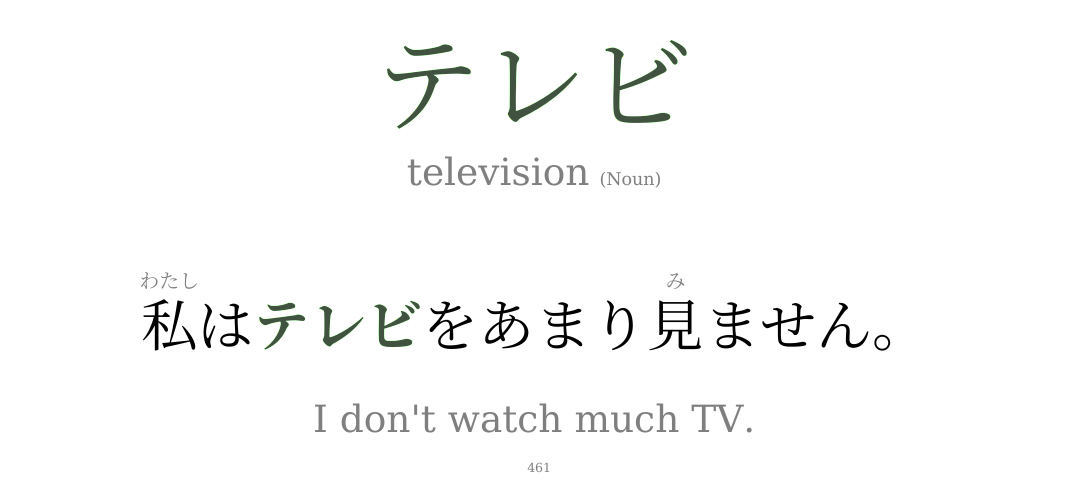 テレビ
television (Noun)
わたし み
私はテレビをあまり見ません。
I don't watch much TV.
461